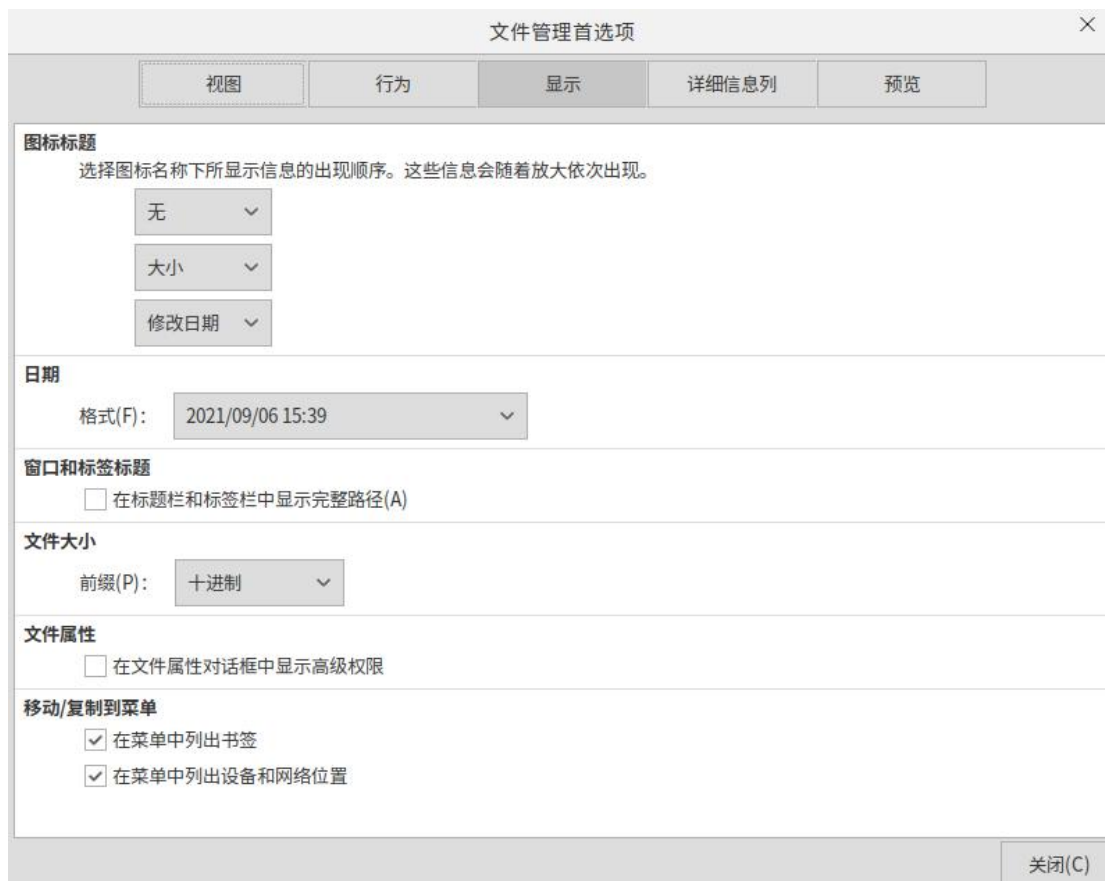 文件管理首选项
视图 行为 显示 详细信息列 预览
图标标题
选择图标名称下所显示信息的出现顺序。这些信息会随着放大依次出现。
无
大小
修改日期
日期
格式(F)： 2021/09/06 15:39
窗口和标签标题
在标题栏和标签栏中显示完整路径(A)
文件大小
前缀(P)： 十进制
文件属性
在文件属性对话框中显示高级权限
移动/复制到菜单
在菜单中列出书签
在菜单中列出设备和网络位置
关闭(C)